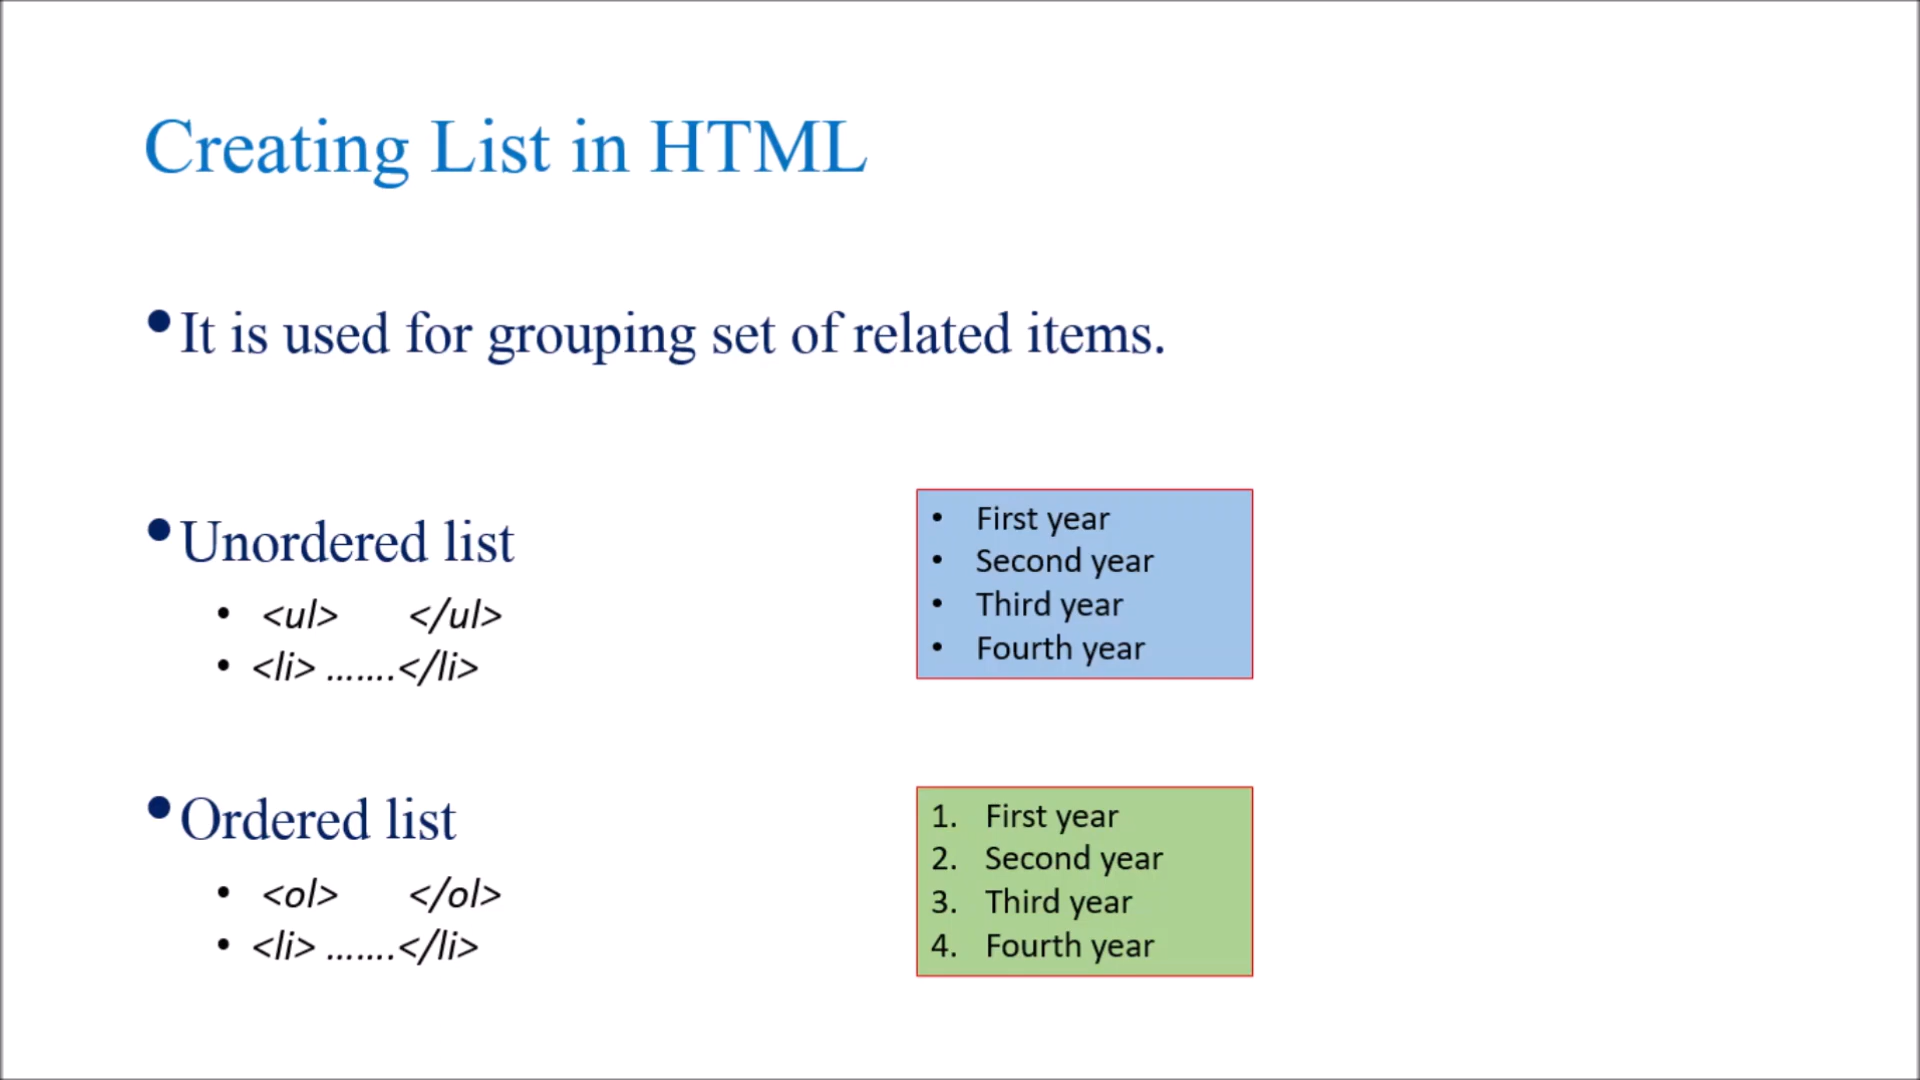 Creating List in HTML
• It is used for grouping set of related items.
• Unordered list
• <ul> </ul>
• <li> .......</li>
• First year
• Second year
• Third year
• Fourth year
• Ordered list
• <ol> </ol>
• <li> .......</li>
1. First year
2. Second year
3. Third year
4. Fourth year